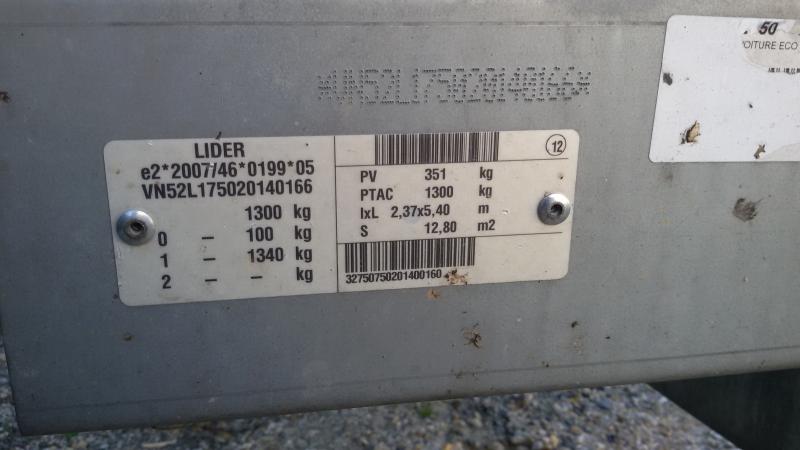 50
OITURE ECO
*VN52L175020140166*
LIDER
e2*2007/46*0199*05
VN52L175020140166
1300 kg
0 – 100 kg
1 – 1340 kg
2 – – kg
12
PV 351 kg
PTAC 1300 kg
lxL 2,37x5,40 m
S 12,80 m2
32750750201400160